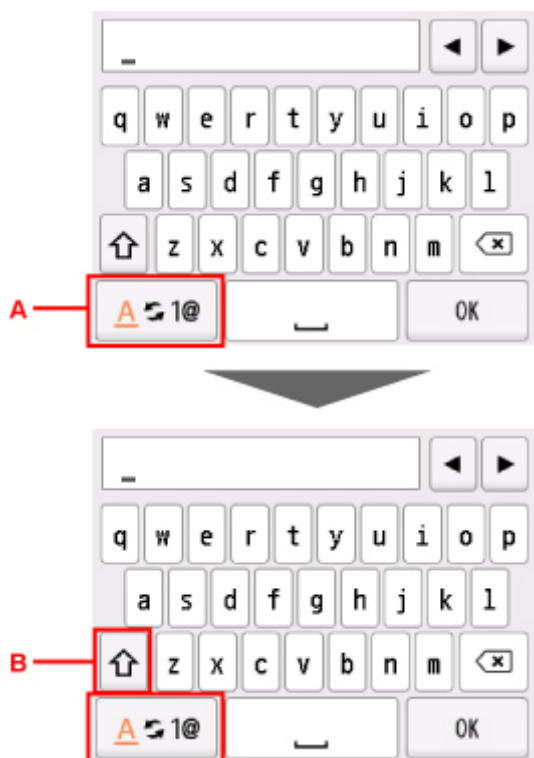 _
◄ ►
q w e r t y u i o p
a s d f g h j k l
z x c v b n m
A
A 1@ OK
_
◄ ►
q w e r t y u i o p
a s d f g h j k l
B
z x c v b n m
A 1@ OK